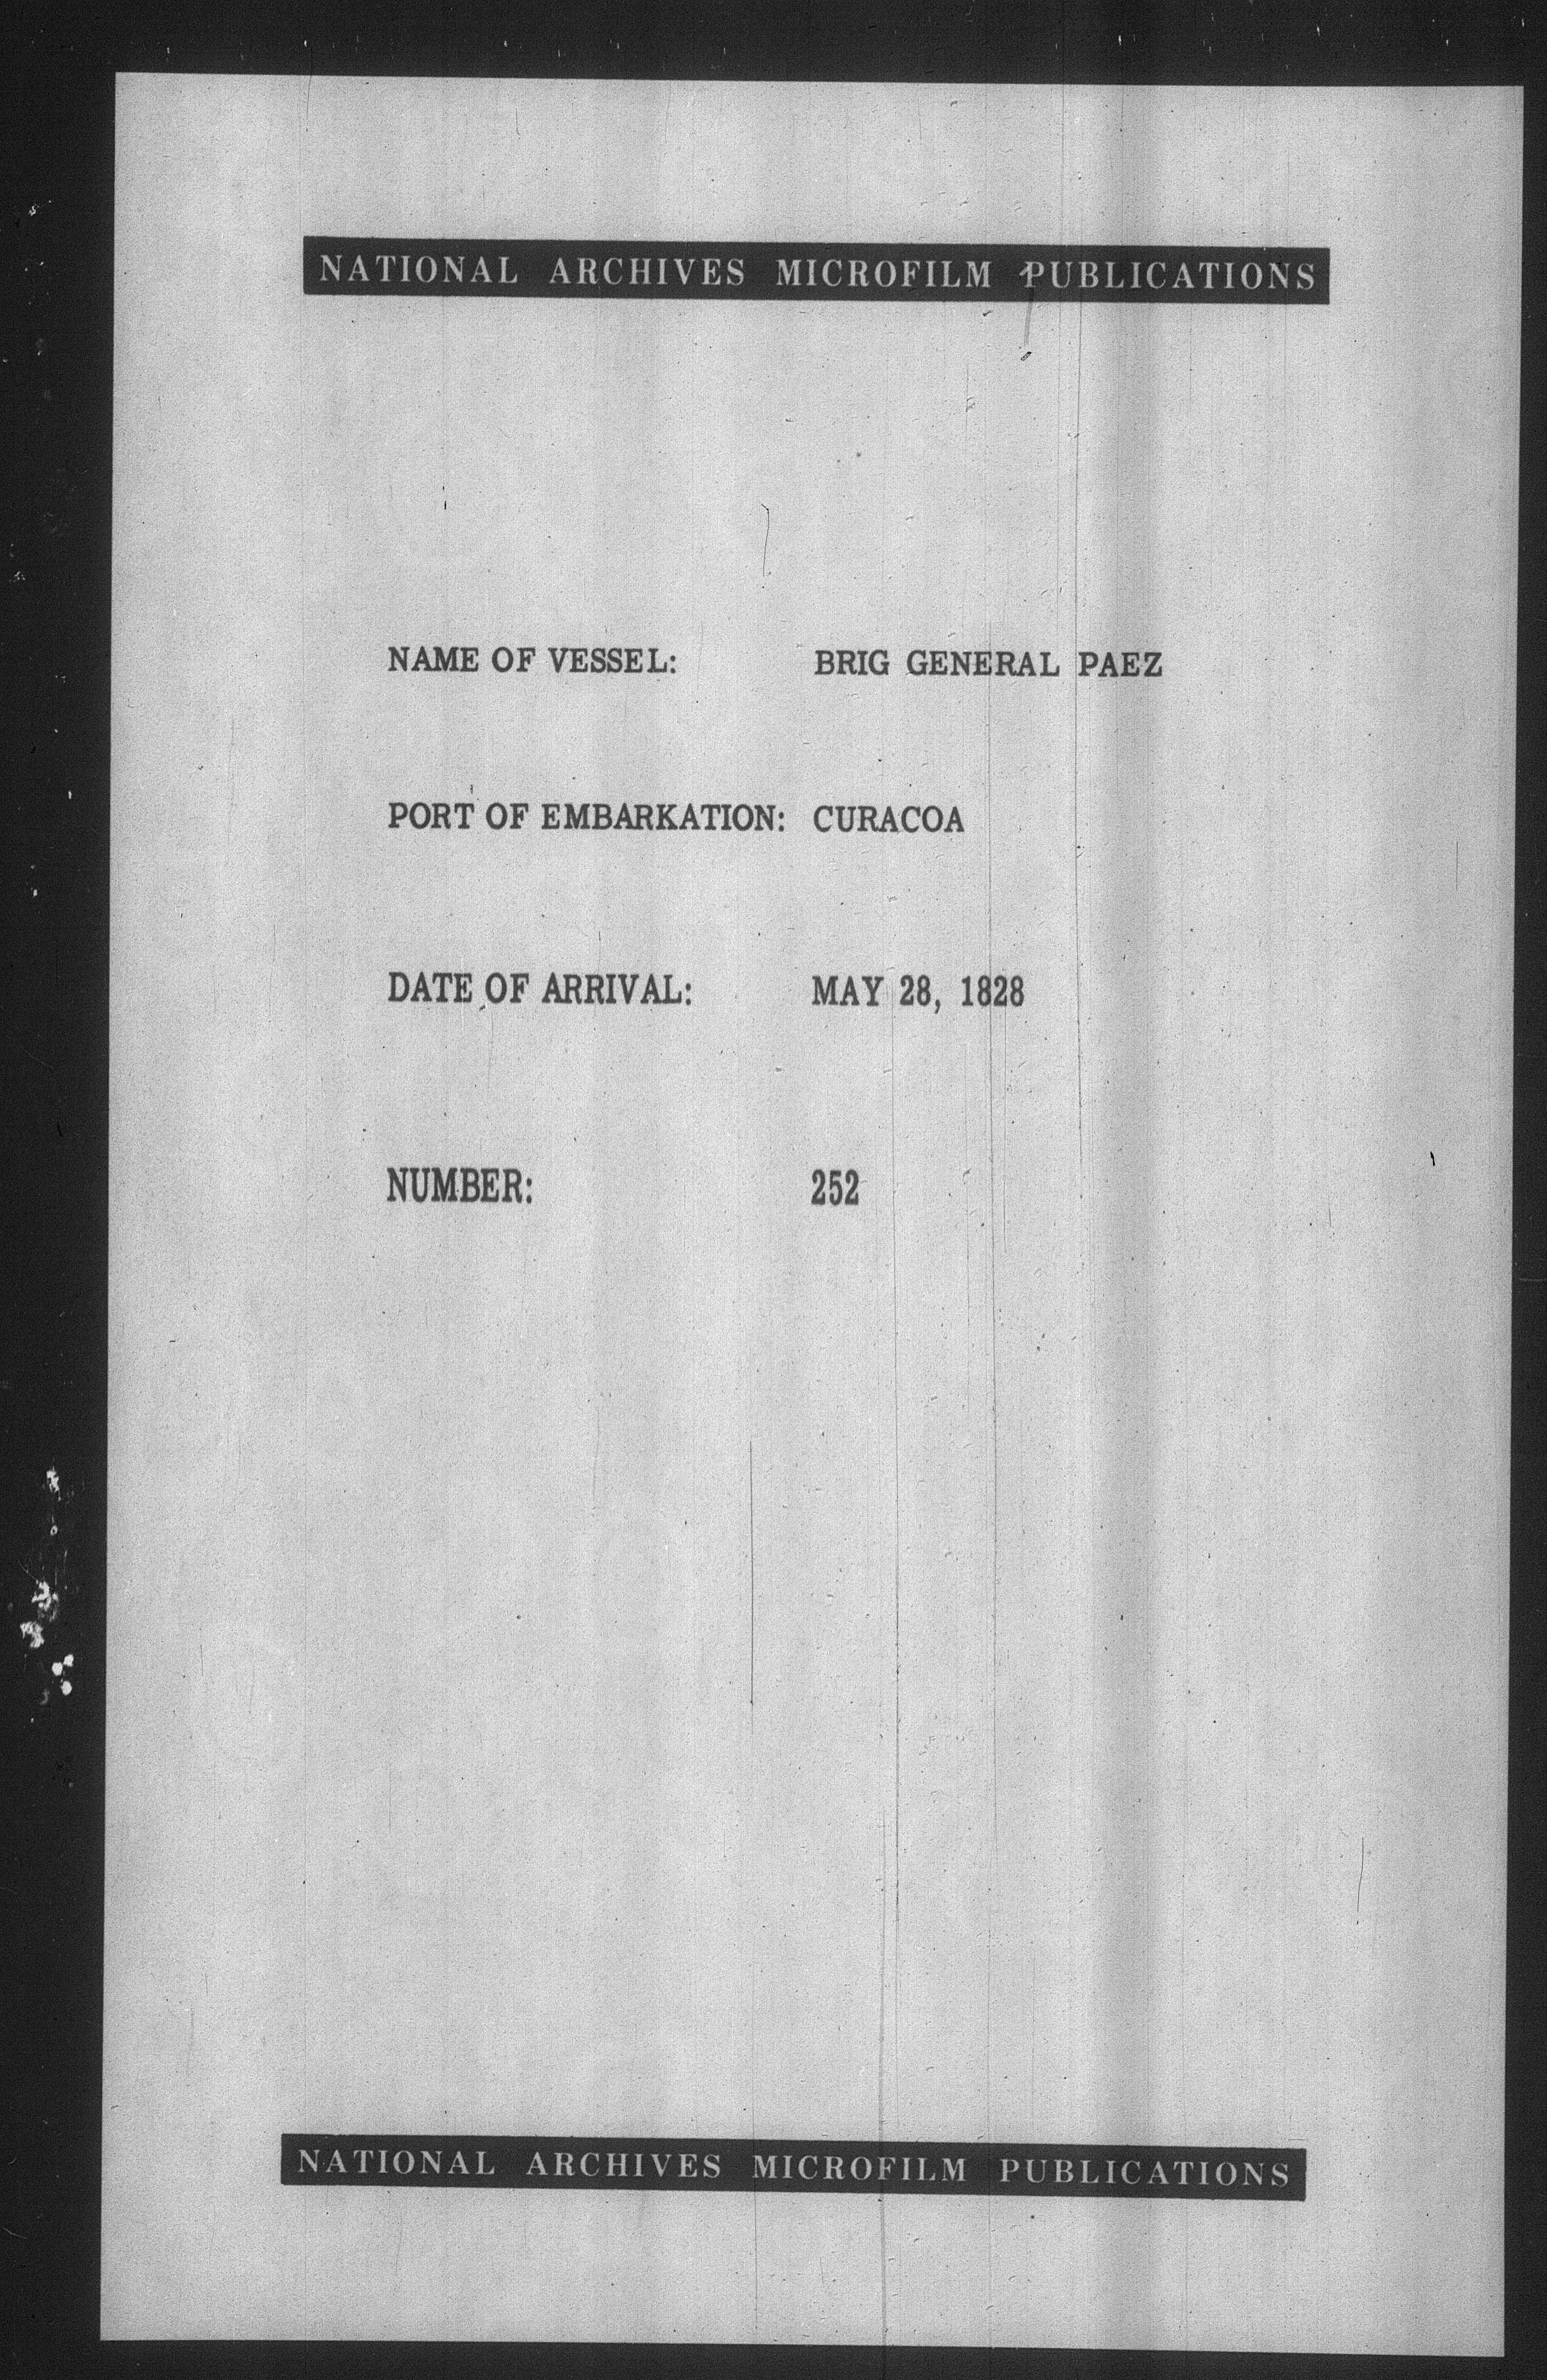 NATIONAL ARCHIVES MICROFILM PUBLICATIONS
NAME OF VESSEL: BRIG GENERAL PAEZ
PORT OF EMBARKATION: CURACOA
DATE OF ARRIVAL: MAY 28, 1828
NUMBER: 252
NATIONAL ARCHIVES MICROFILM PUBLICATIONS